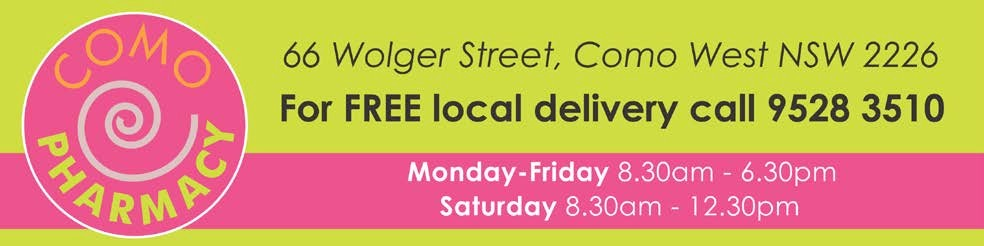 COMO
PHARMACY
66 Wolger Street, Como West NSW 2226
For FREE local delivery call 9528 3510
Monday-Friday 8.30am - 6.30pm
Saturday 8.30am - 12.30pm